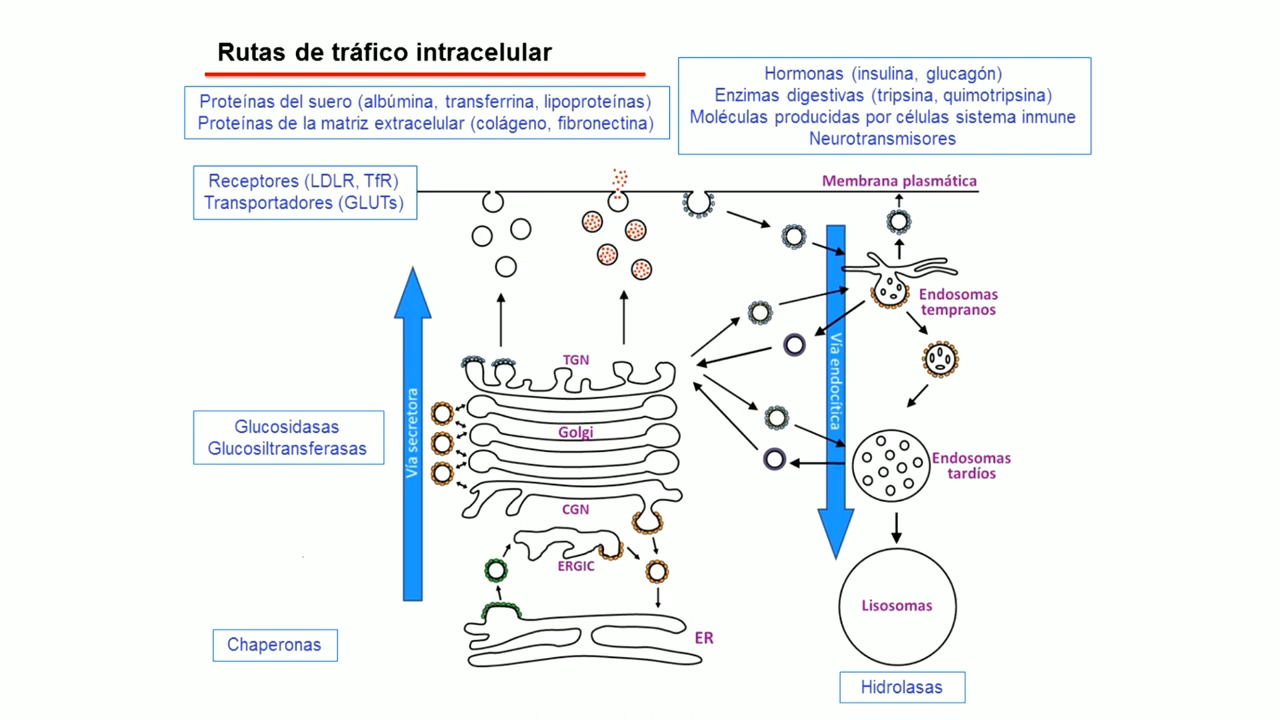 Rutas de tráfico intracelular
Proteínas del suero (albúmina, transferrina, lipoproteínas)
Proteínas de la matriz extracelular (colágeno, fibronectina)
Hormonas (insulina, glucagón)
Enzimas digestivas (tripsina, quimotripsina)
Moléculas producidas por células sistema inmune
Neurotransmisores
Receptores (LDLR, TfR)
Transportadores (GLUTs)
Membrana plasmática
Endosomas
tempranos
Vía endocítica
TGN
Vía secretora
Glucosidasas
Glucosiltransferasas
Golgi
Endosomas
tardíos
CGN
ERGIC
Lisosomas
ER
Chaperonas
Hidrolasas